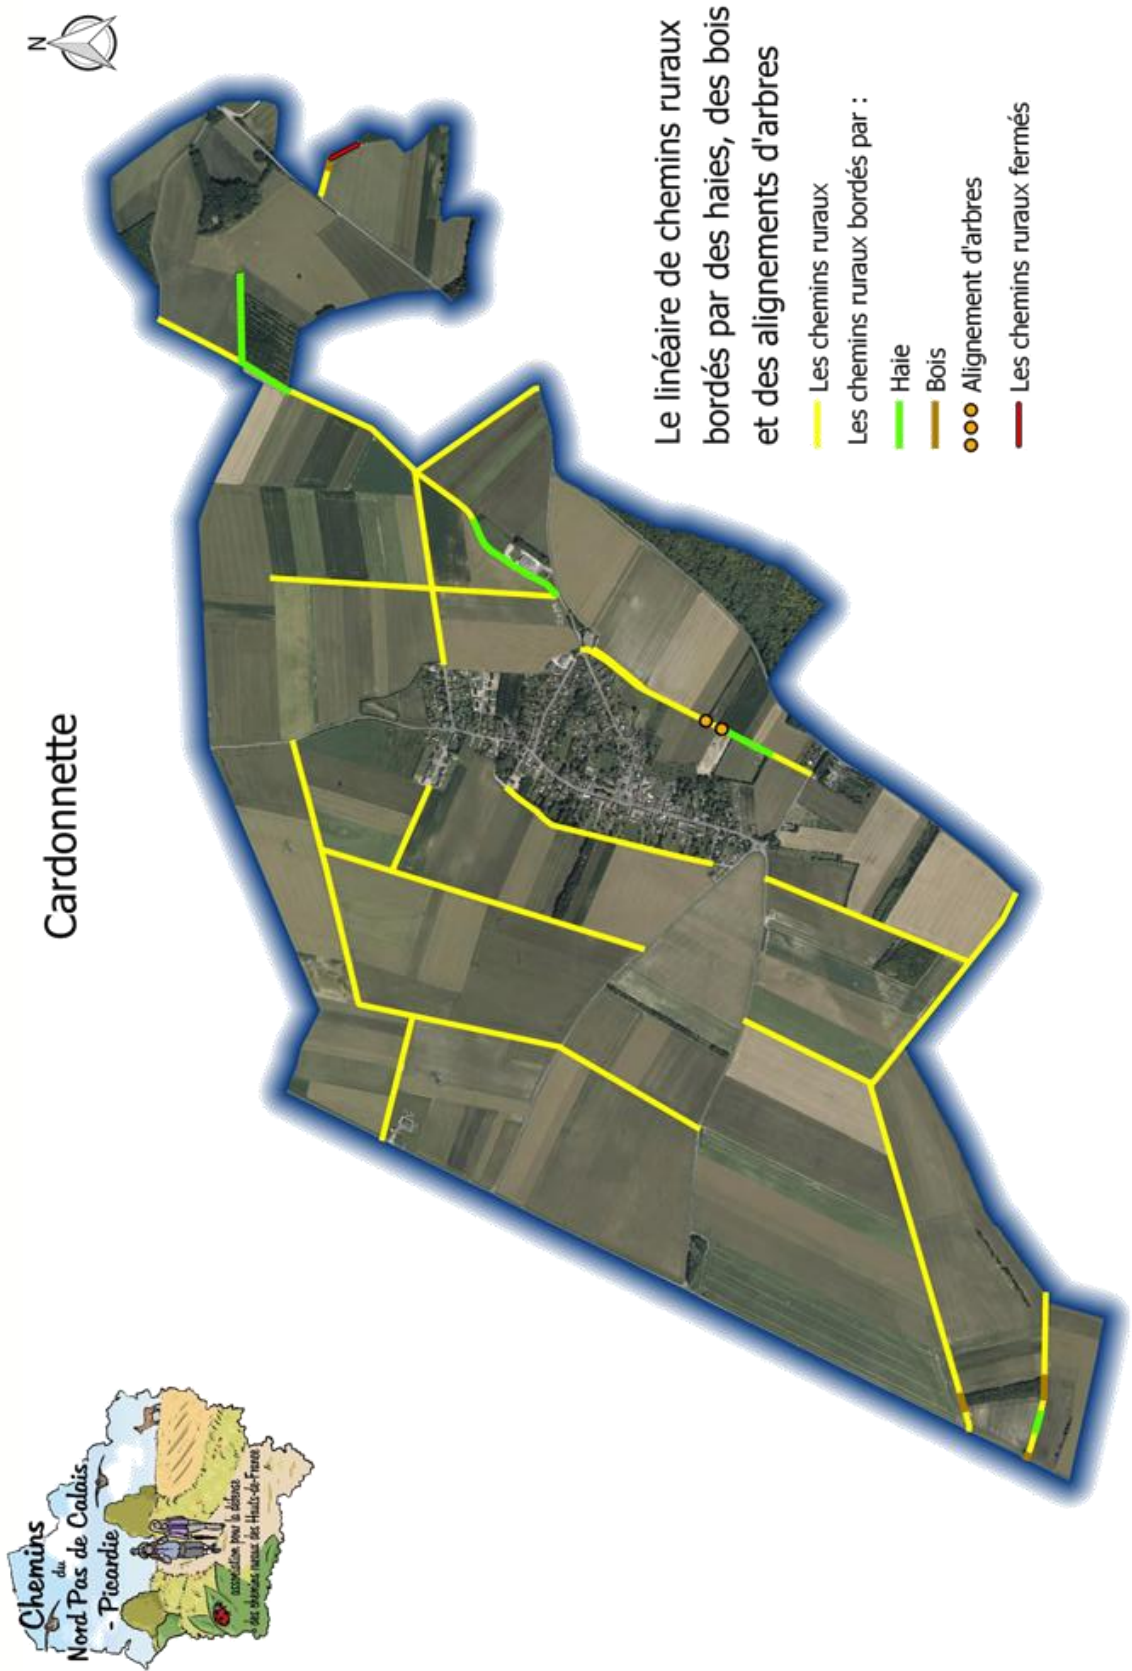 Chemins
du
Nord Pas de Calais
- Picardie
association pour la défense
des chemins ruraux des Hauts-de-France
Cardonnette
N
Le linéaire de chemins ruraux
bordés par des haies, des bois
et des alignements d'arbres
Les chemins ruraux
Les chemins ruraux bordés par :
Haie
Bois
Alignement d'arbres
Les chemins ruraux fermés